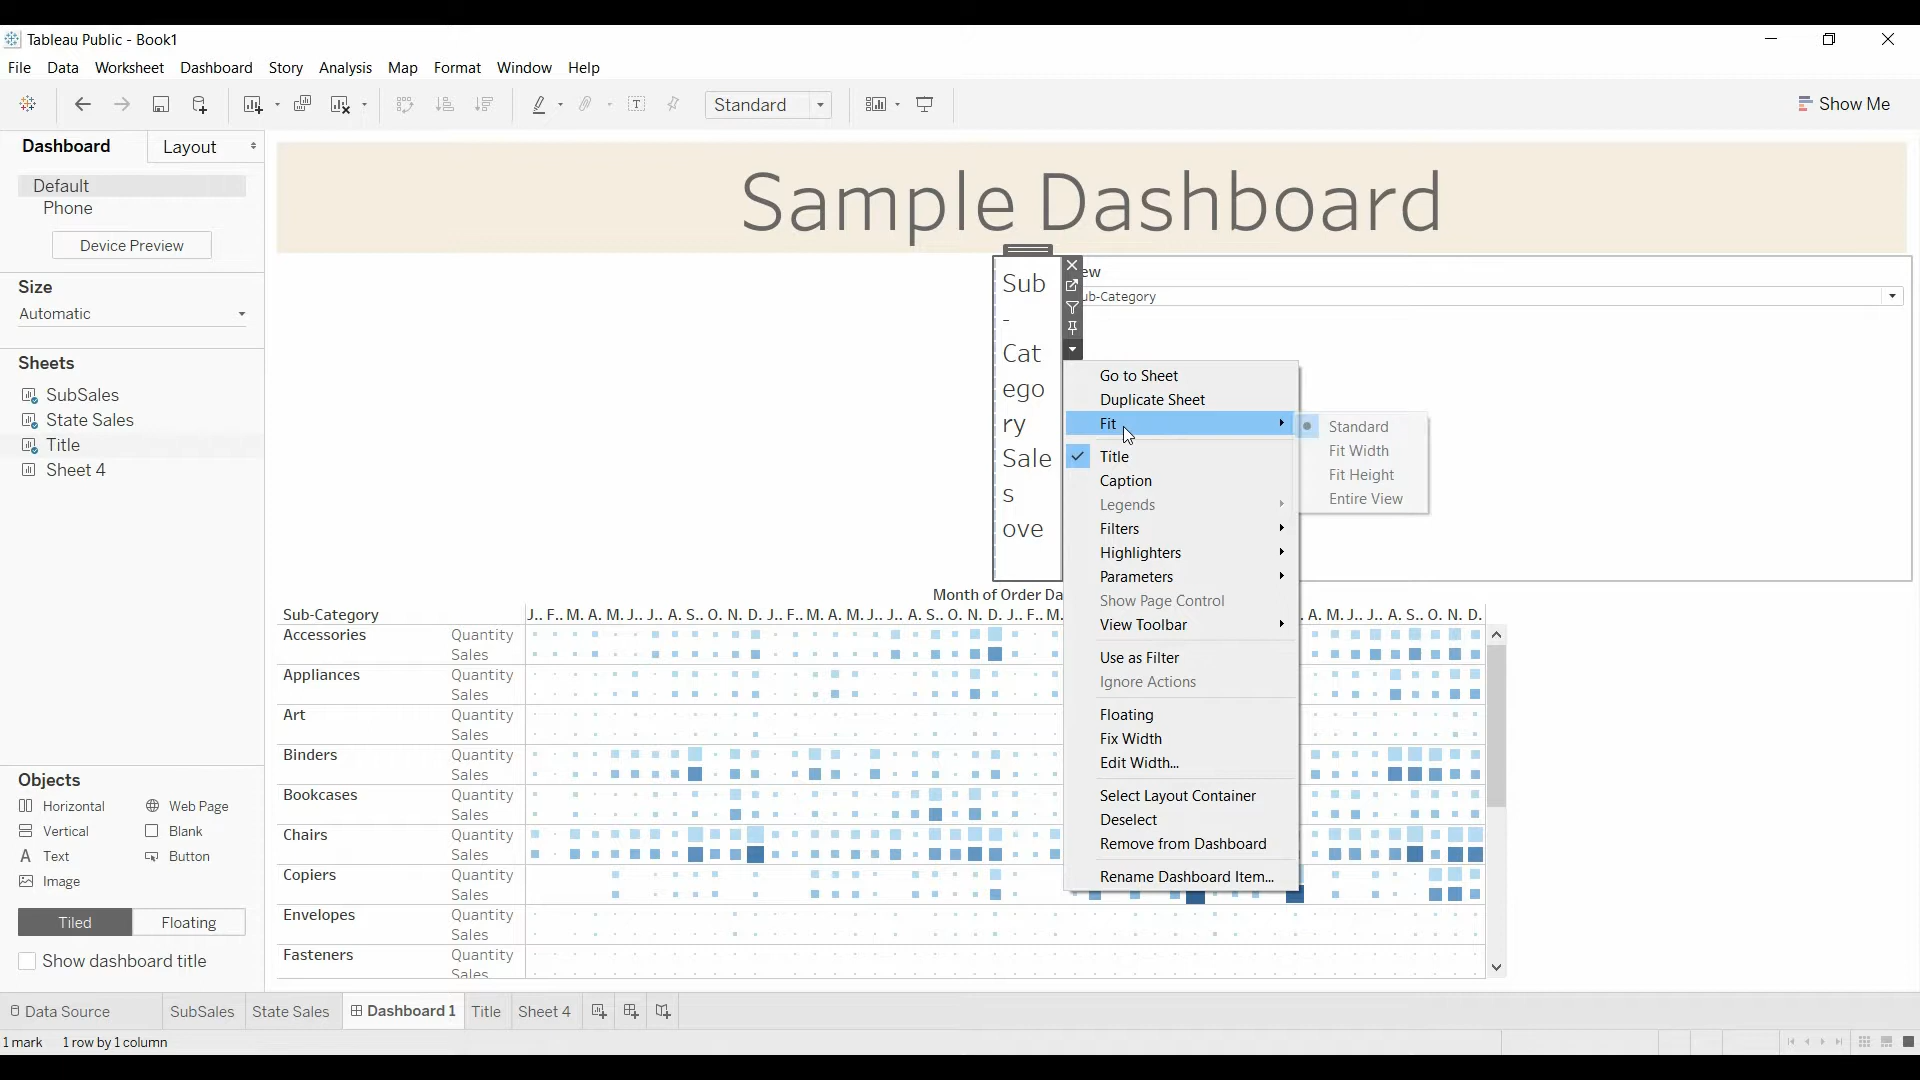 Tableau Public - Book1
File Data Worksheet Dashboard Story Analysis Map Format Window Help
Standard
Show Me
Dashboard
Layout
Default
Phone
Device Preview
Size
Automatic
Sheets
SubSales
State Sales
Title
Sheet 4
Objects
Horizontal
Web Page
Vertical
Blank
A Text
Button
Image
Tiled
Floating
Show dashboard title
Sample Dashboard
Sub
-
Cat
ego
ry
Sale
s
ove
ew
ub-Category
Go to Sheet
Duplicate Sheet
Fit
Title
Caption
Legends
Filters
Highlighters
Parameters
Show Page Control
View Toolbar
Use as Filter
Ignore Actions
Floating
Fix Width
Edit Width...
Select Layout Container
Deselect
Remove from Dashboard
Rename Dashboard Item...
Standard
Fit Width
Fit Height
Entire View
Month of Order Da
Sub-Category J.. F.. M. A. M. J.. J.. A. S.. O. N. D. J.. F.. M. A. M. J.. J.. A. S.. O. N. D. J.. F.. M. A. M. J.. J.. A. S.. O. N. D.
Accessories Quantity
Sales
Appliances Quantity
Sales
Art Quantity
Sales
Binders Quantity
Sales
Bookcases Quantity
Sales
Chairs Quantity
Sales
Copiers Quantity
Sales
Envelopes Quantity
Sales
Fasteners Quantity
Sales
Data Source SubSales State Sales Dashboard 1 Title Sheet 4
1 mark 1 row by 1 column